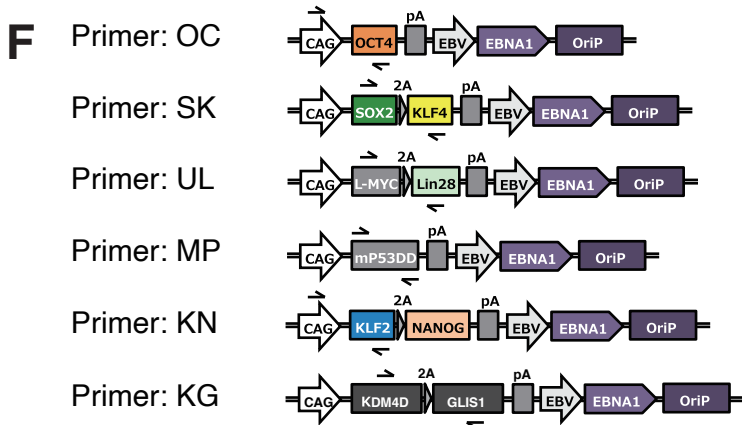 F
Primer: OC
CAG OCT4 pA EBV EBNA1 OriP
Primer: SK
2A pA
CAG SOX2 KLF4 EBV EBNA1 OriP
Primer: UL
2A pA
CAG L-MYC Lin28 EBV EBNA1 OriP
Primer: MP
pA
CAG mP53DD EBV EBNA1 OriP
Primer: KN
2A pA
CAG KLF2 NANOG EBV EBNA1 OriP
Primer: KG
2A pA
CAG KDM4D GLIS1 EBV EBNA1 OriP